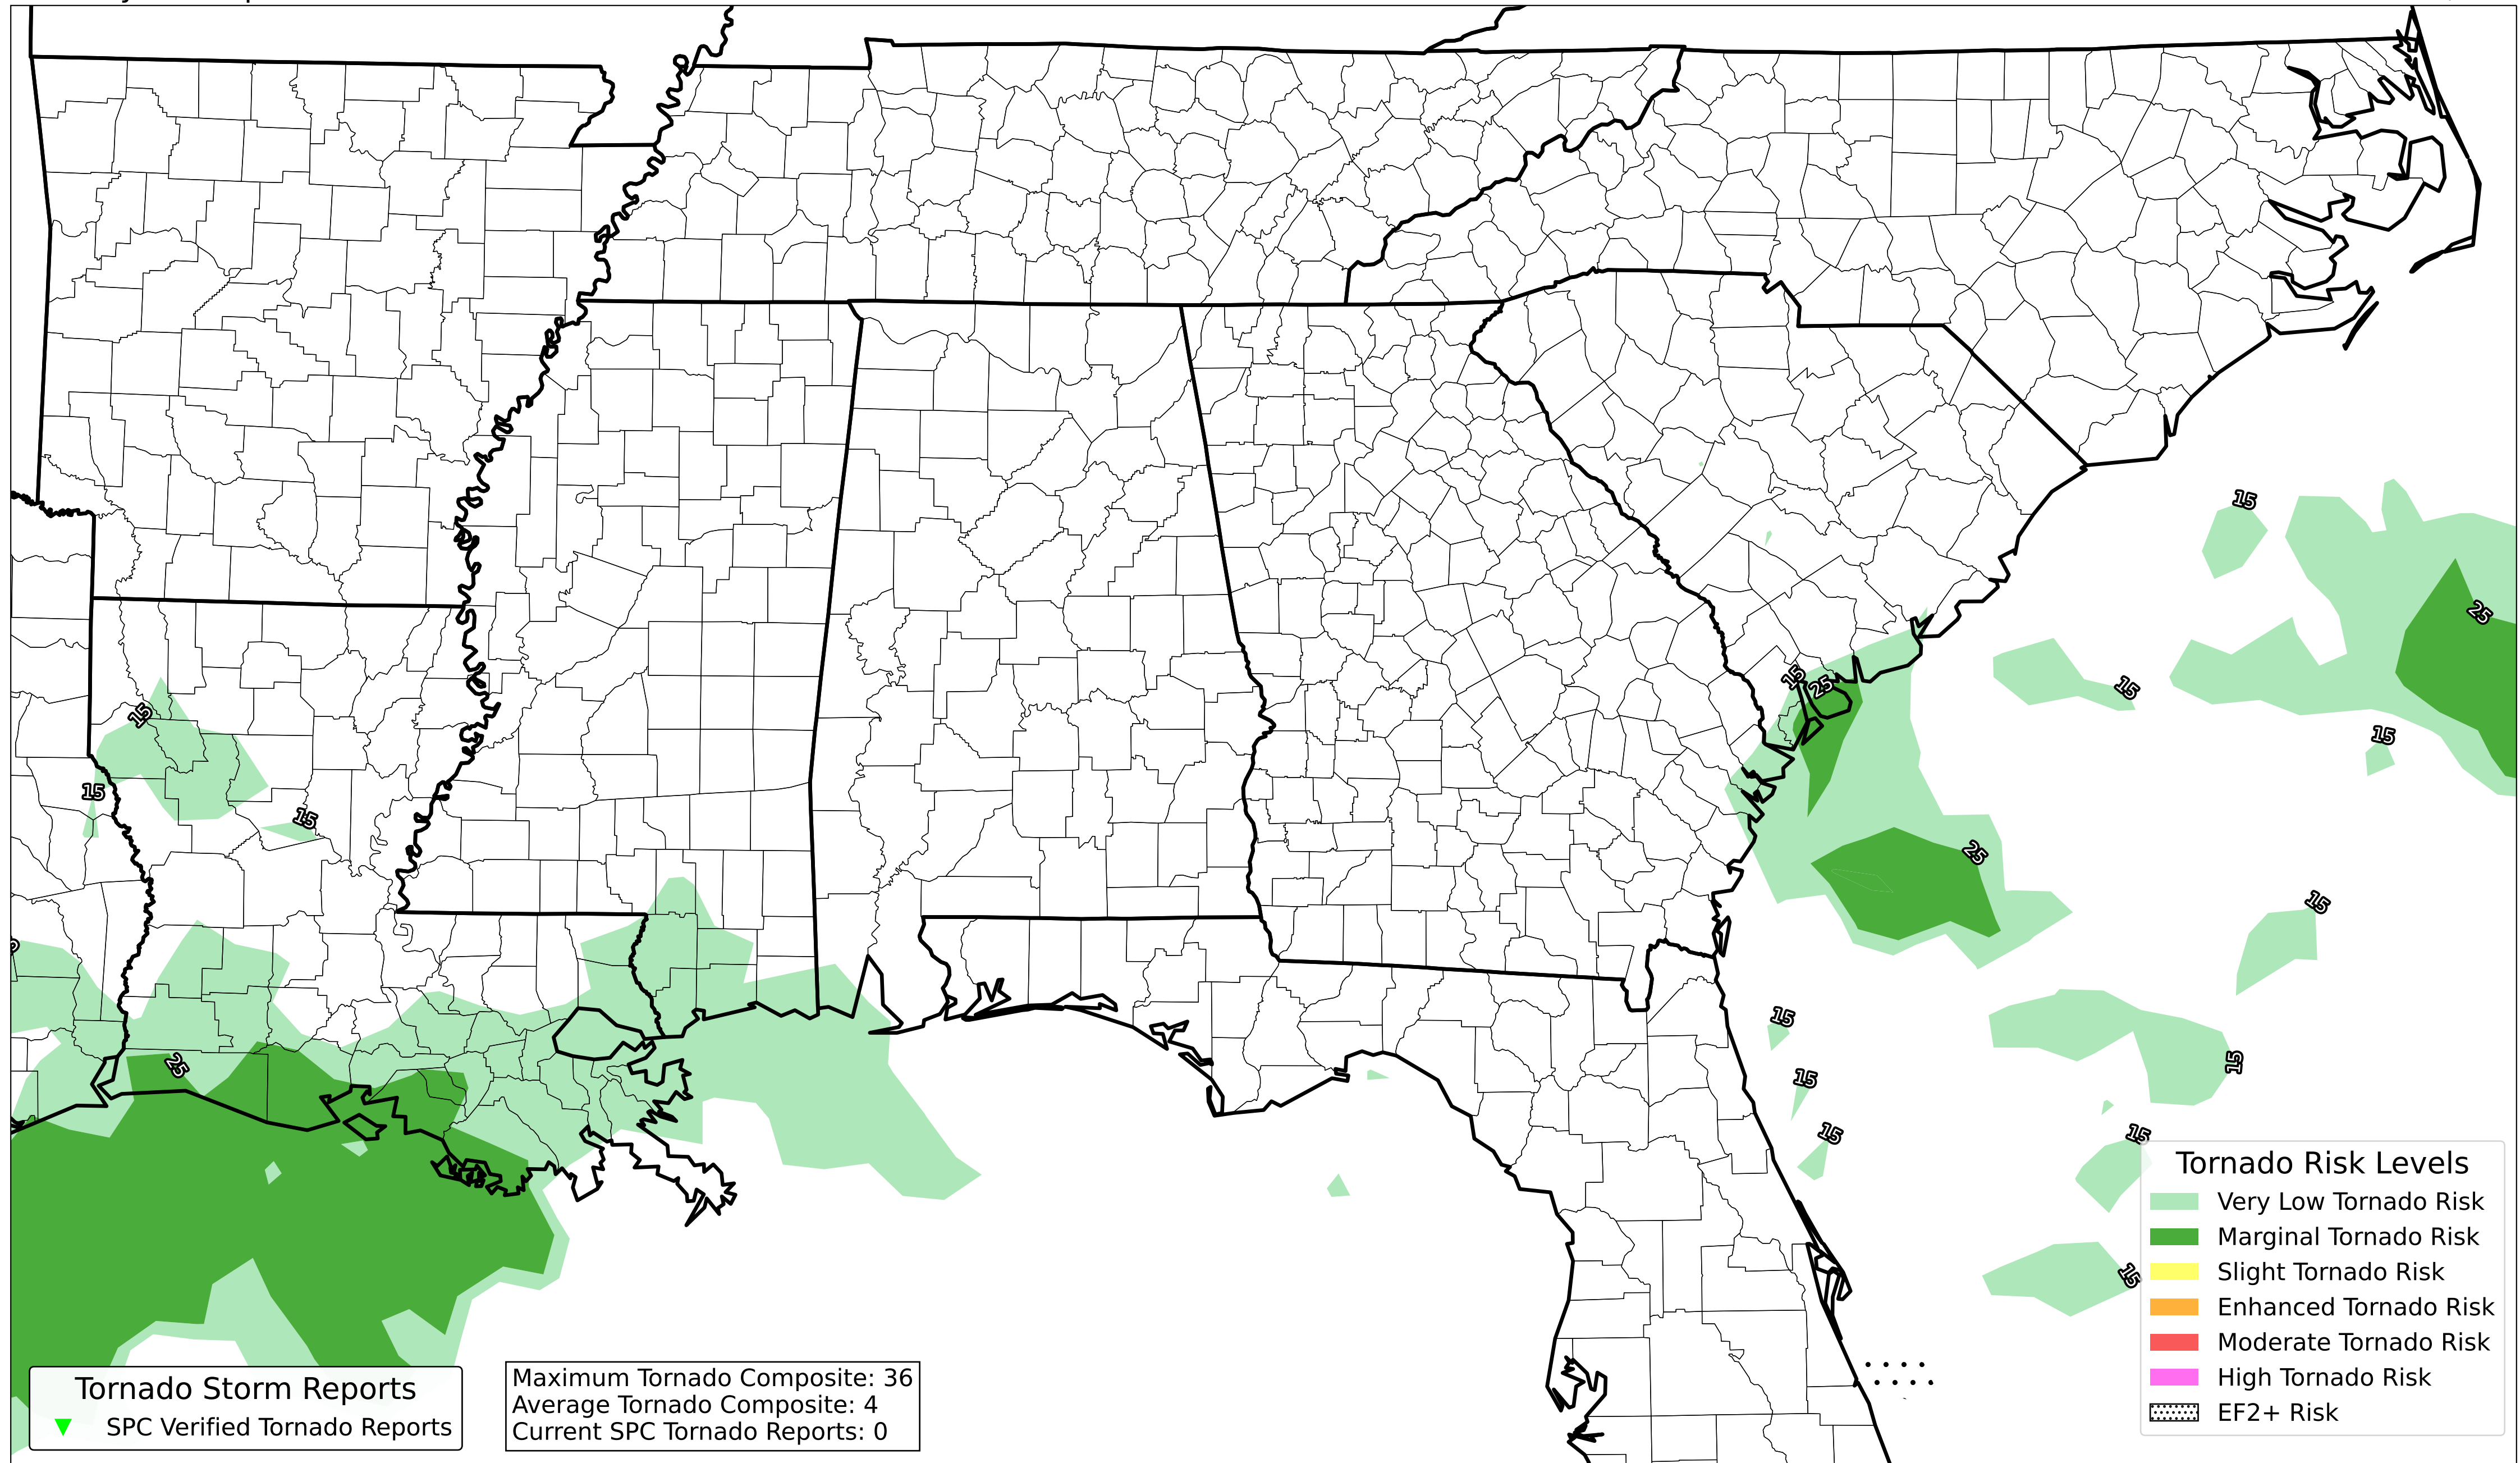 15
25
15
15
25
15
25
15
15
15
25
15
15
25
15
15
15
15
15
15
Tornado Risk Levels
Very Low Tornado Risk
Marginal Tornado Risk
Slight Tornado Risk
Enhanced Tornado Risk
Moderate Tornado Risk
High Tornado Risk
EF2+ Risk
Tornado Storm Reports
SPC Verified Tornado Reports
Maximum Tornado Composite: 36
Average Tornado Composite: 4
Current SPC Tornado Reports: 0